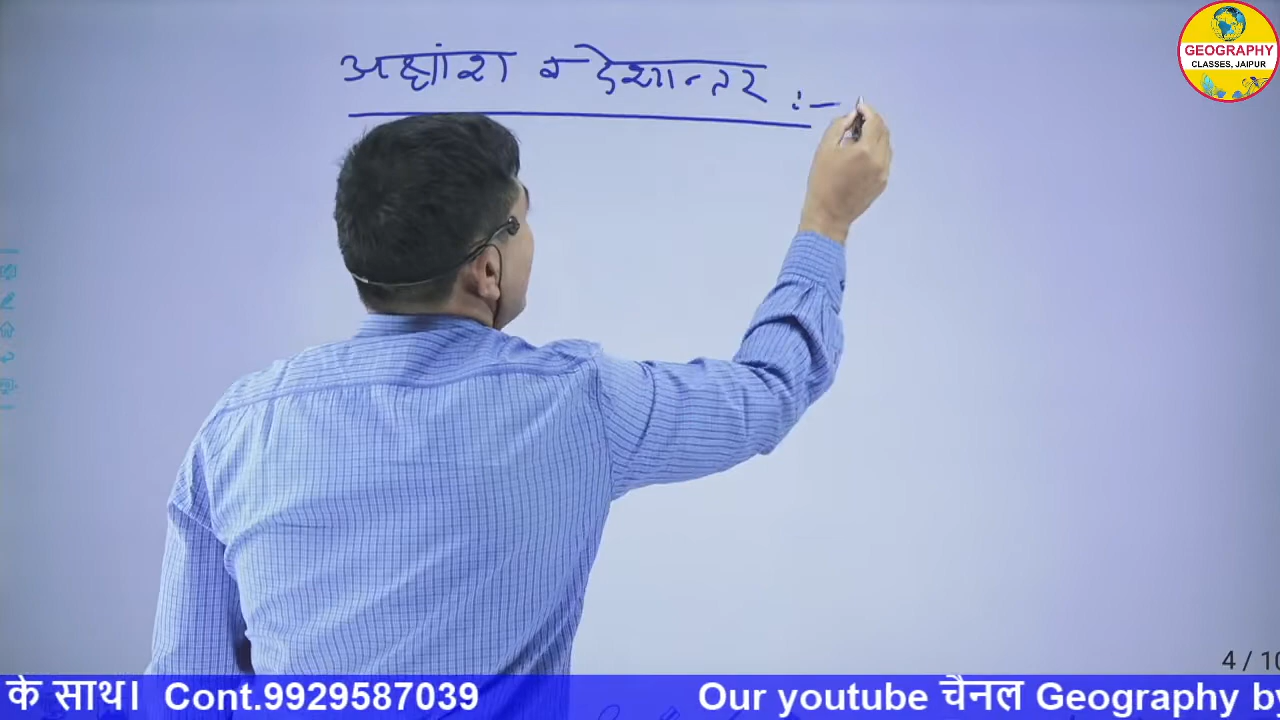 अक्षांश व देशान्तर :-
GEOGRAPHY
CLASSES, JAIPUR
4 / 10
के साथ। Cont.9929587039 Our youtube चैनल Geography by